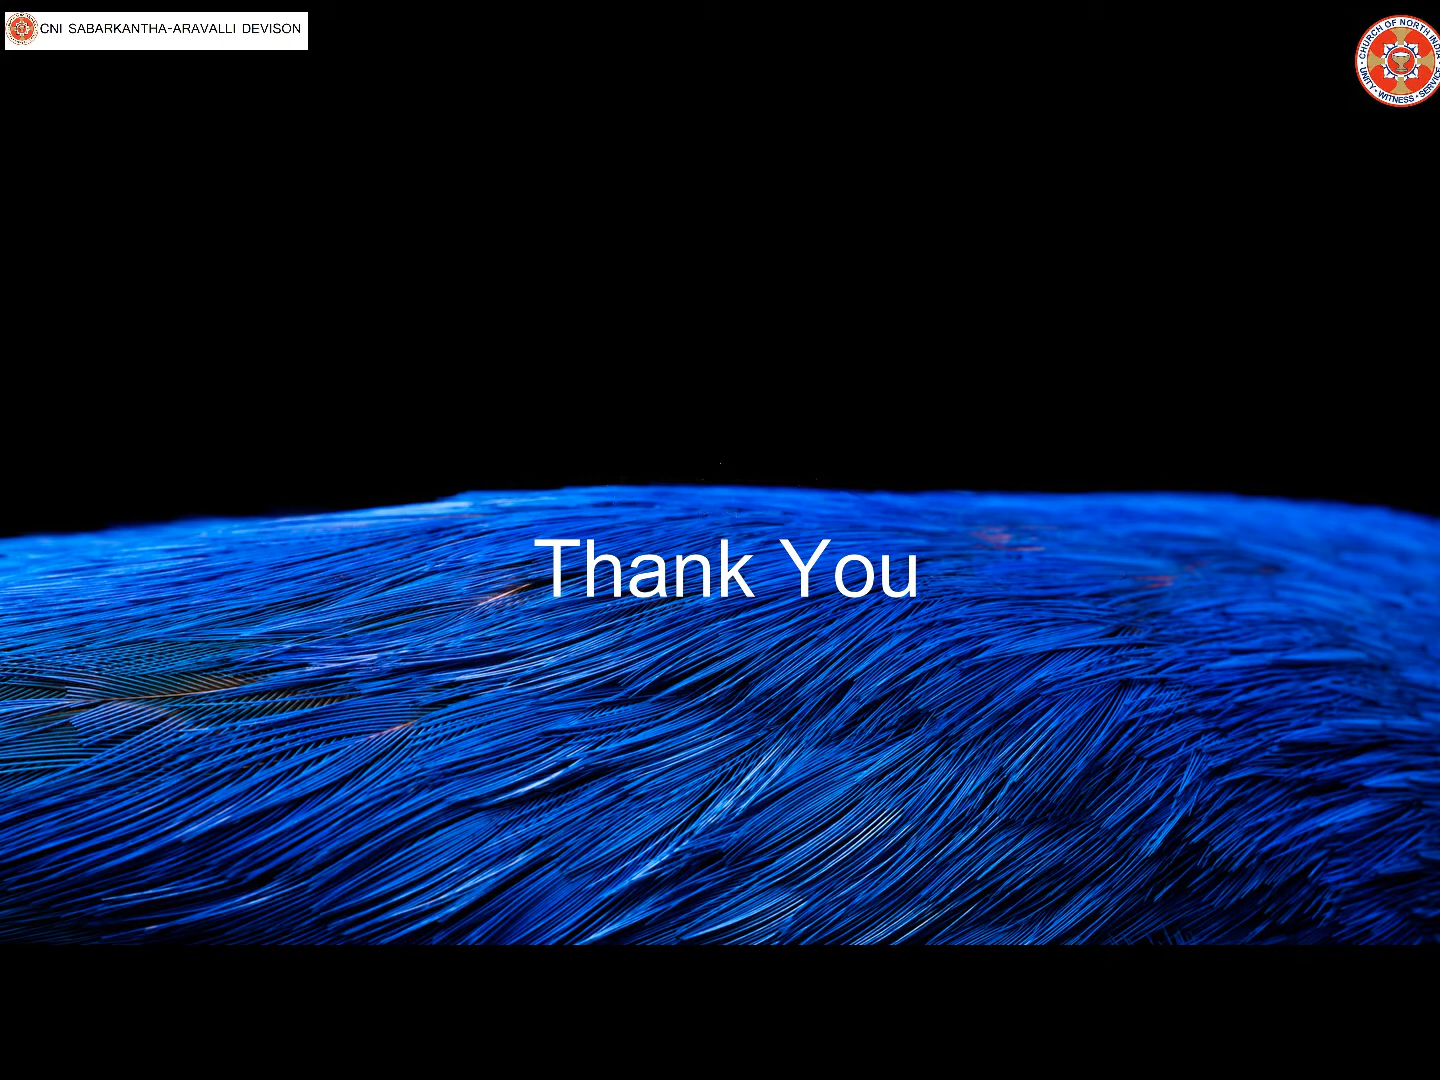 CNI SABARKANTHA-ARAVALLI DEVISON
CHURCH OF NORTH INDIA
UNITY • WITNESS • SERVICE
Thank You